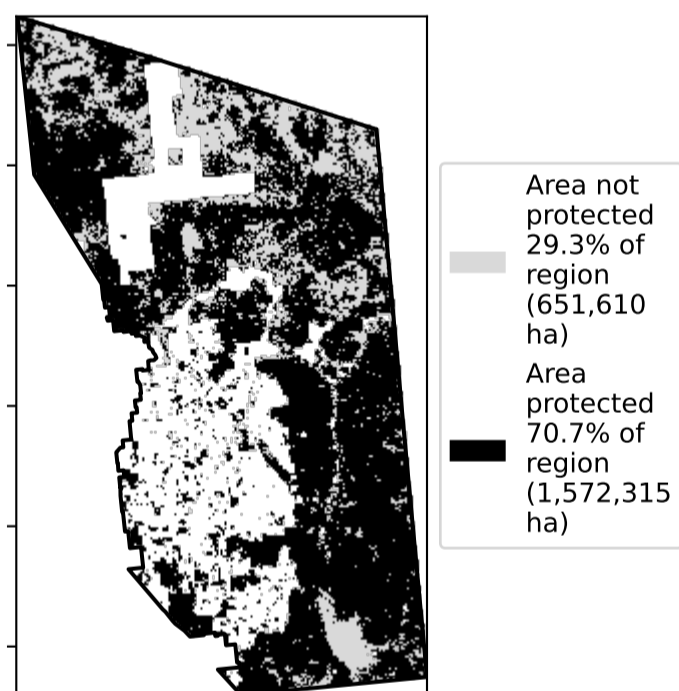 Area not
protected
29.3% of
region
(651,610
ha)
Area
protected
70.7% of
region
(1,572,315
ha)